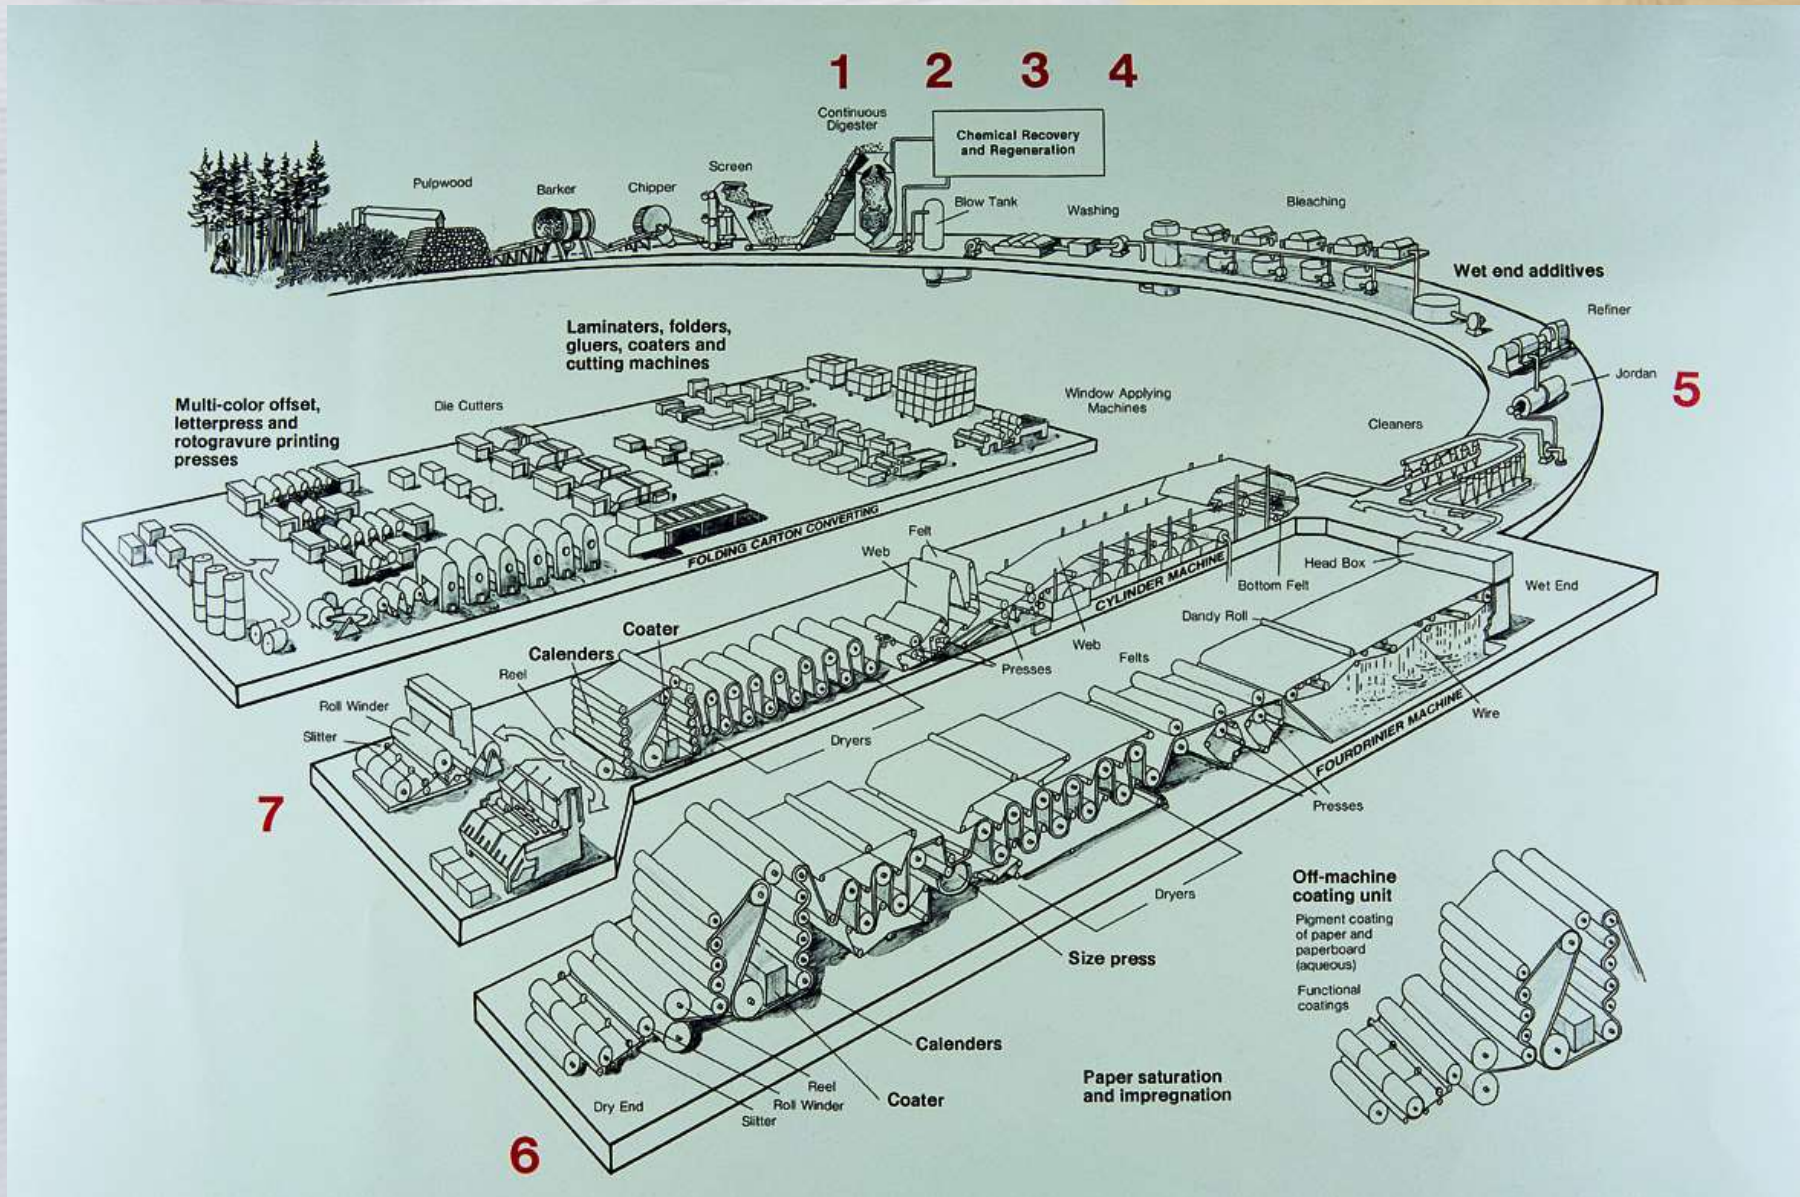 1
2
3
4
Continuous
Digester
Chemical Recovery
and Regeneration
Screen
Pulpwood
Barker
Chipper
Blow Tank
Washing
Bleaching
Wet end additives
Refiner
Jordan
5
Cleaners
Laminaters, folders,
gluers, coaters and
cutting machines
Multi-color offset,
letterpress and
rotogravure printing
presses
Die Cutters
Window Applying
Machines
FOLDING CARTON CONVERTING
Felt
Web
CYLINDER MACHINE
Bottom Felt
Head Box
Wet End
Dandy Roll
Web
Presses
Felts
Coater
Calenders
Reel
Roll Winder
Slitter
Dryers
Wire
FOURDRINIER MACHINE
Presses
7
Dryers
Size press
Off-machine
coating unit
Pigment coating
of paper and
paperboard
(aqueous)
Functional
coatings
Calenders
Coater
Reel
Roll Winder
Slitter
Dry End
Paper saturation
and impregnation
6